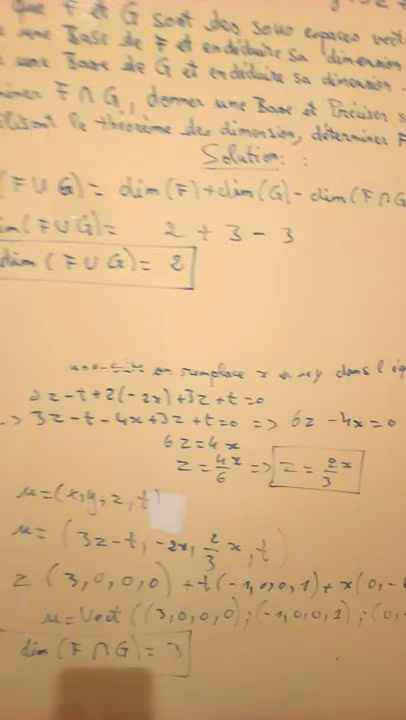 que F et G sont des sous espaces vect
une Base de F et en déduire sa dimension
une Base de G et en déduire sa dimension.
F ∩ G, donner une Base et Préciser s
le théorème des dimension, déterminer F
Solution:
(F ∪ G) = dim(F) + dim(G) - dim(F ∩ G
im(F ∪ G) = 2 + 3 - 3
dim (F ∪ G) = 2
on remplace x et y dans l'éq
3z-t+2(-2x)+3z+t=0
=> 3z-t-4x+3z+t=0 => 6z-4x=0
6z=4x
z = 4x/6 => z = 2x/3
u=(x,y,z,t)
u= (3z-t, -2x, 2/3 x, t)
z (3,0,0,0) + t(-1,0,0,1) + x(0,-
u=Vect ((3,0,0,0); (-1,0,0,1); (0,-
dim (F ∩ G) = 3